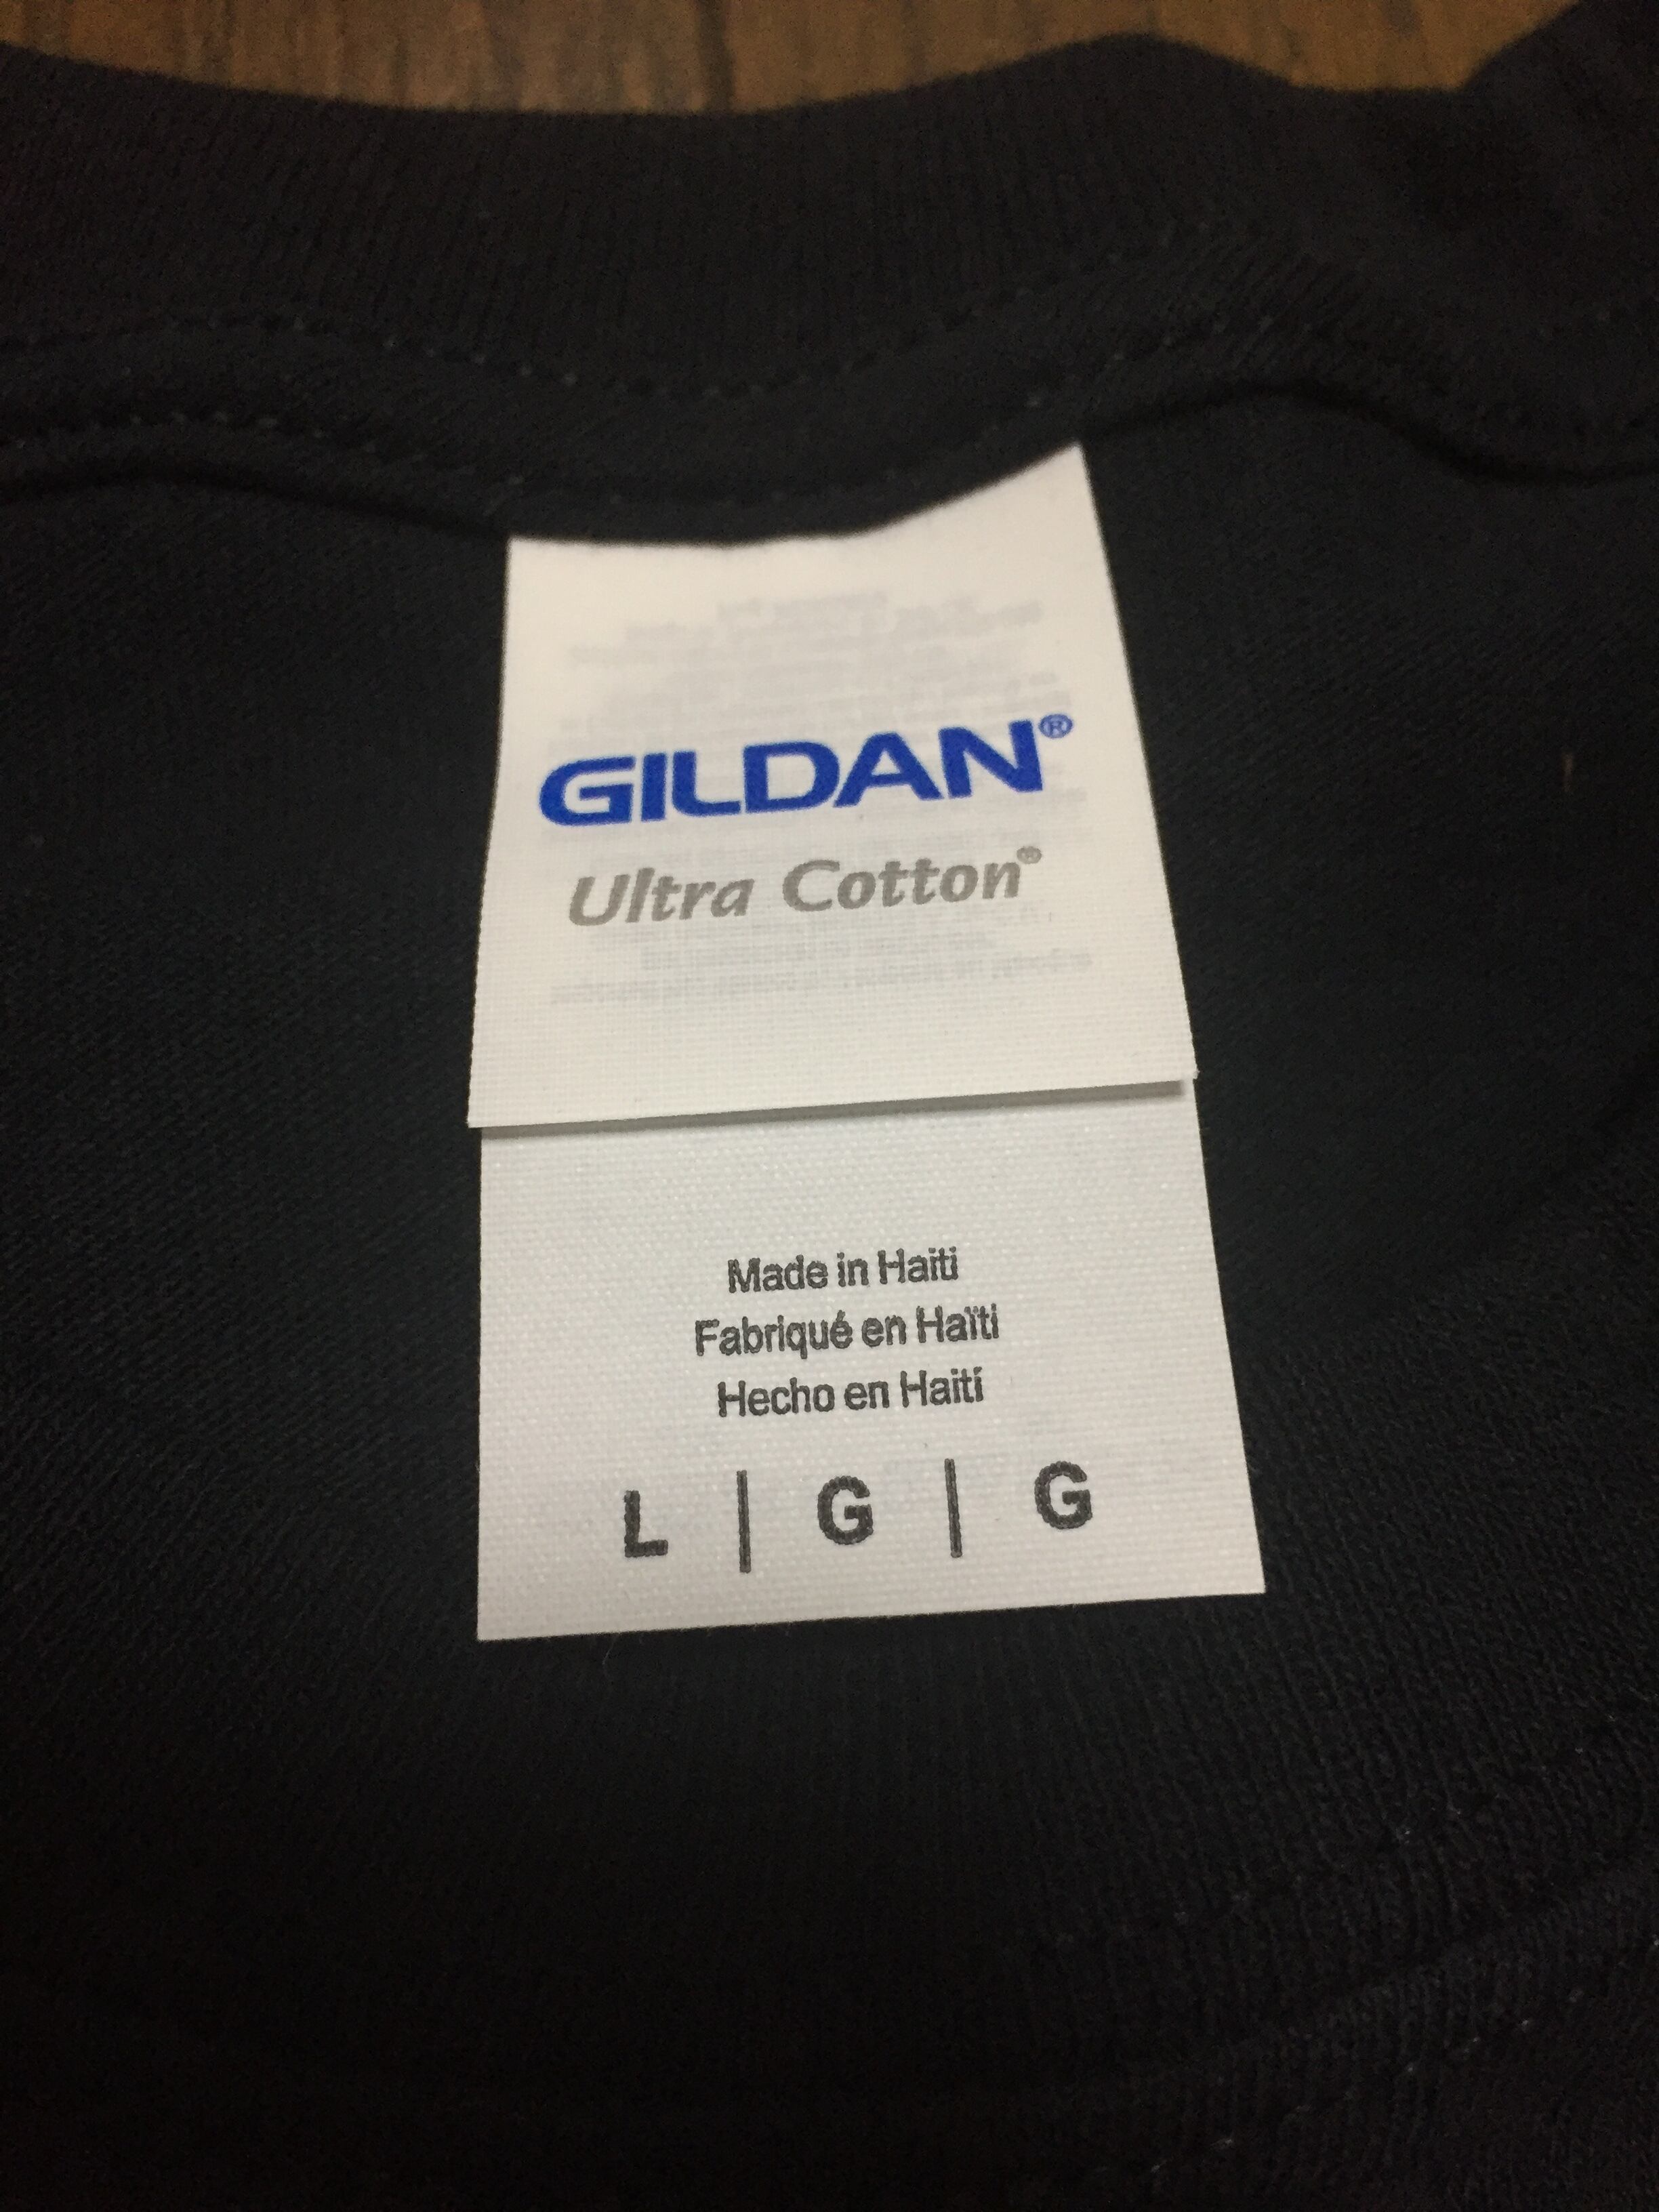 GILDAN®
Ultra Cotton®
Made in Haiti
Fabriqué en Haïti
Hecho en Haití
L | G | G